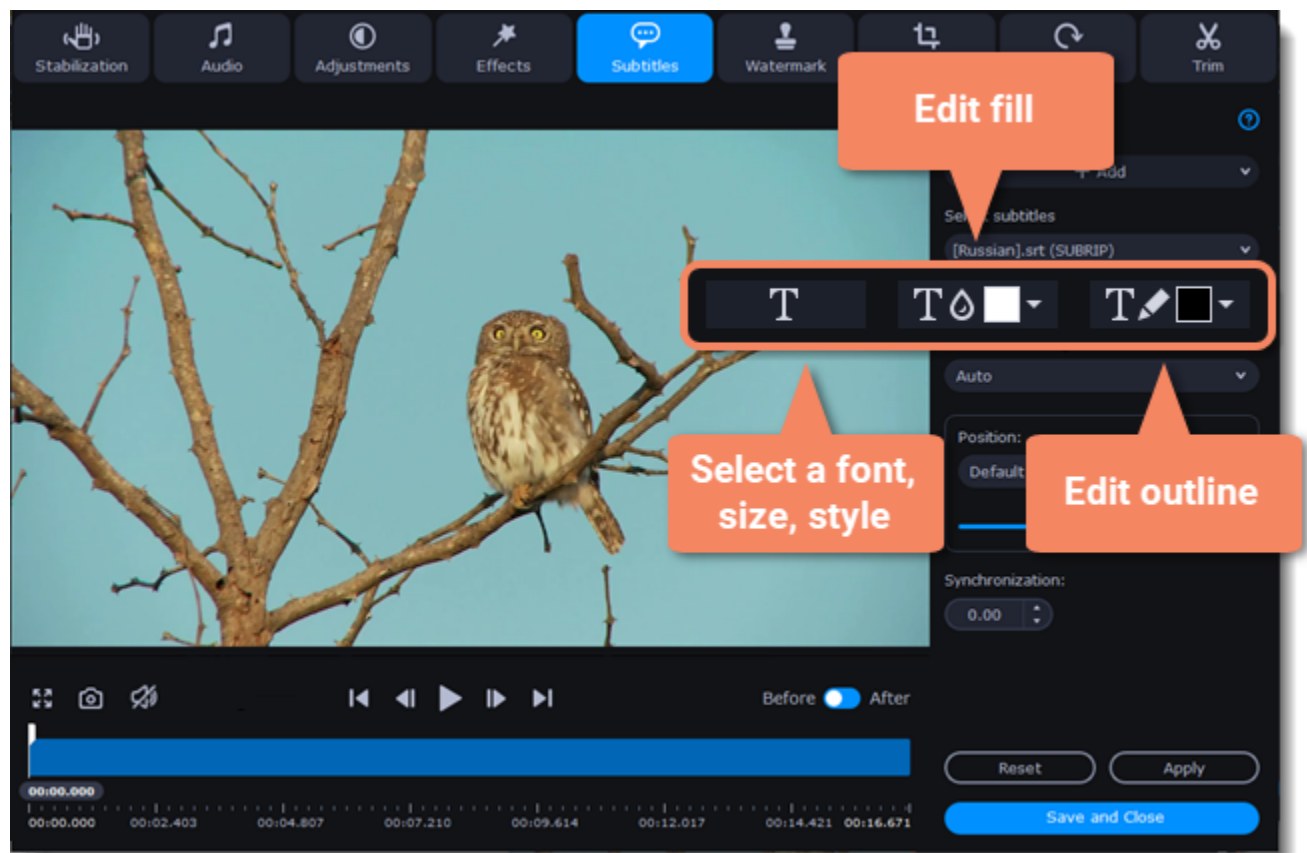 Stabilization
Audio
Adjustments
Effects
Subtitles
Watermark
Trim
Edit fill
+ Add
subtitles
[Russian].srt (SUBRIP)
T
T
T
Auto
Position:
Default
Select a font,
size, style
Edit outline
Synchronization:
0.00
Before
After
00:00.000
00:00.000
00:02.403
00:04.807
00:07.210
00:09.614
00:12.017
00:14.421
00:16.671
Reset
Apply
Save and Close